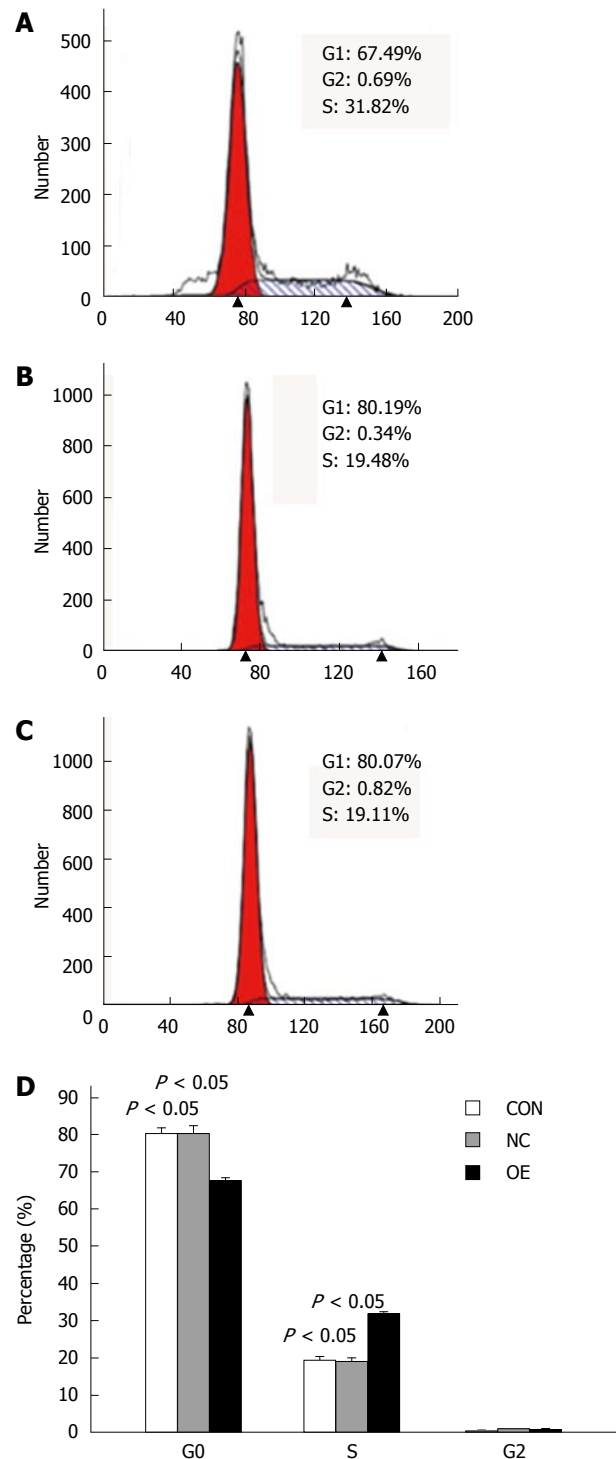 A
500
400
300
200
100
0
Number
G1: 67.49%
G2: 0.69%
S: 31.82%
0 40 80 120 160 200
B
1000
800
600
400
200
0
Number
G1: 80.19%
G2: 0.34%
S: 19.48%
0 40 80 120 160
C
1000
800
600
400
200
0
Number
G1: 80.07%
G2: 0.82%
S: 19.11%
0 40 80 120 160 200
D
90
80
70
60
50
40
30
20
10
0
Percentage (%)
P < 0.05
P < 0.05
P < 0.05
P < 0.05
CON
NC
OE
G0 S G2